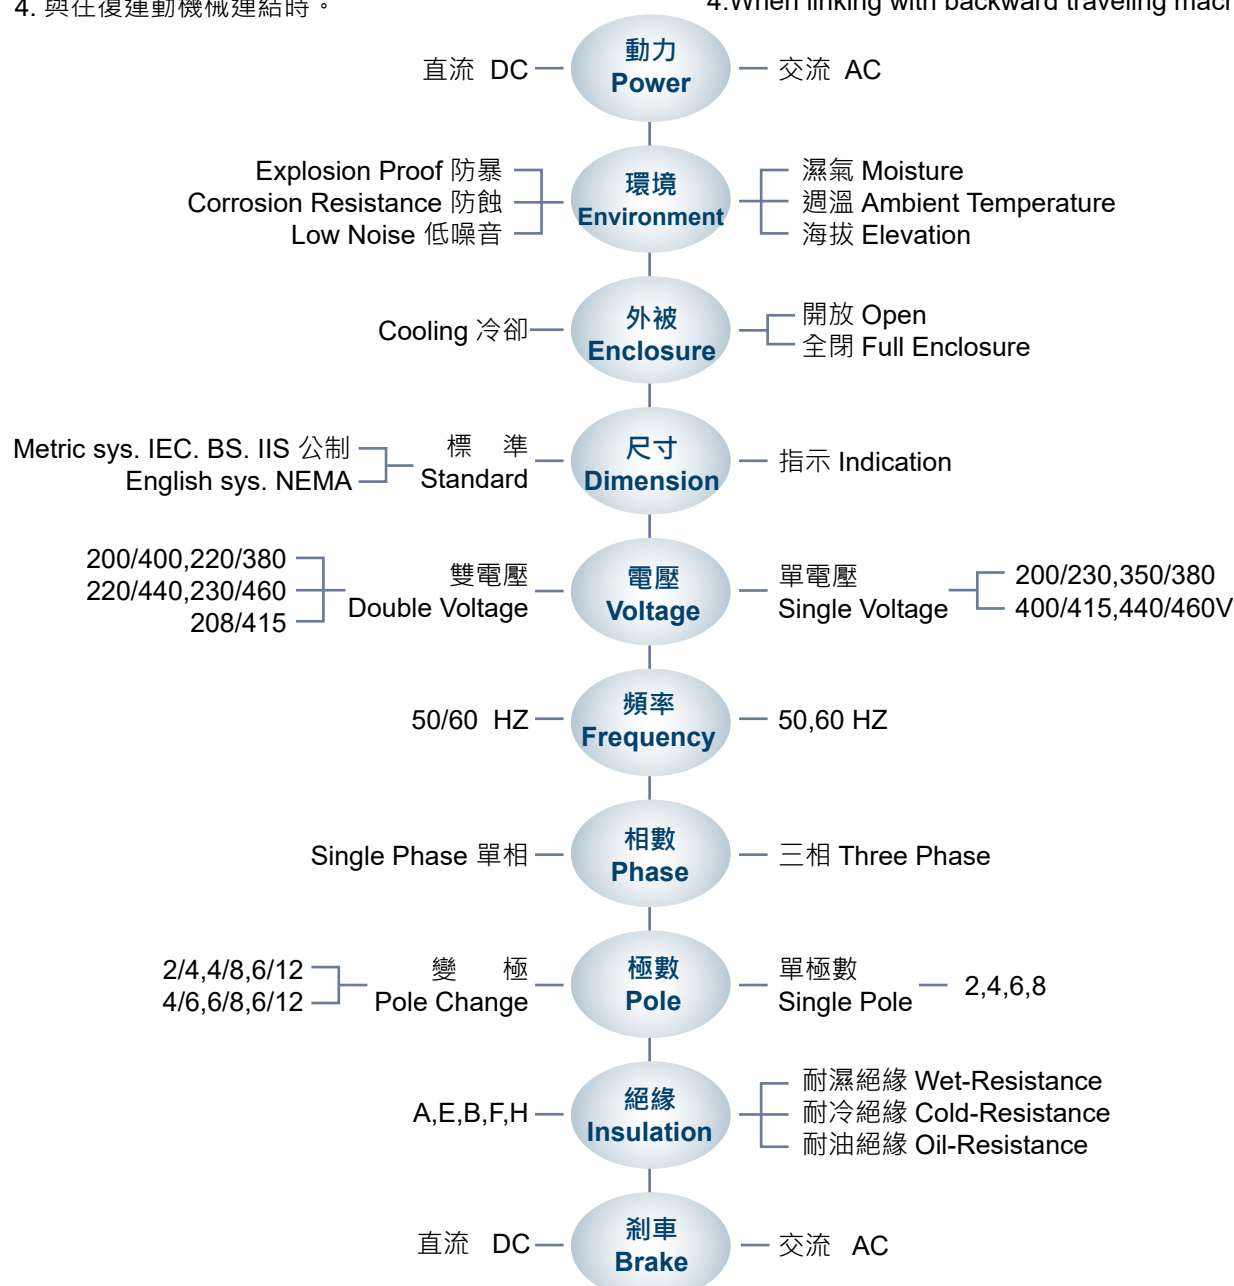 4. 與往復運動機械連結時。
4.When linking with backward traveling
動力
Power
直流 DC
交流 AC
環境
Environment
Explosion Proof 防暴
Corrosion Resistance 防蝕
Low Noise 低噪音
濕氣 Moisture
週溫 Ambient Temperature
海拔 Elevation
外被
Enclosure
Cooling 冷卻
開放 Open
全閉 Full Enclosure
尺寸
Dimension
Metric sys. IEC. BS. IIS 公制
English sys. NEMA
標 準
Standard
指示 Indication
電壓
Voltage
200/400,220/380
220/440,230/460
208/415
雙電壓
Double Voltage
單電壓
Single Voltage
200/230,350/380
400/415,440/460V
頻率
Frequency
50/60 HZ
50,60 HZ
相數
Phase
Single Phase 單相
三相 Three Phase
極數
Pole
2/4,4/8,6/12
4/6,6/8,6/12
變 極
Pole Change
單極數
Single Pole
2,4,6,8
絕緣
Insulation
A,E,B,F,H
耐濕絕緣 Wet-Resistance
耐冷絕緣 Cold-Resistance
耐油絕緣 Oil-Resistance
剎車
Brake
直流 DC
交流 AC